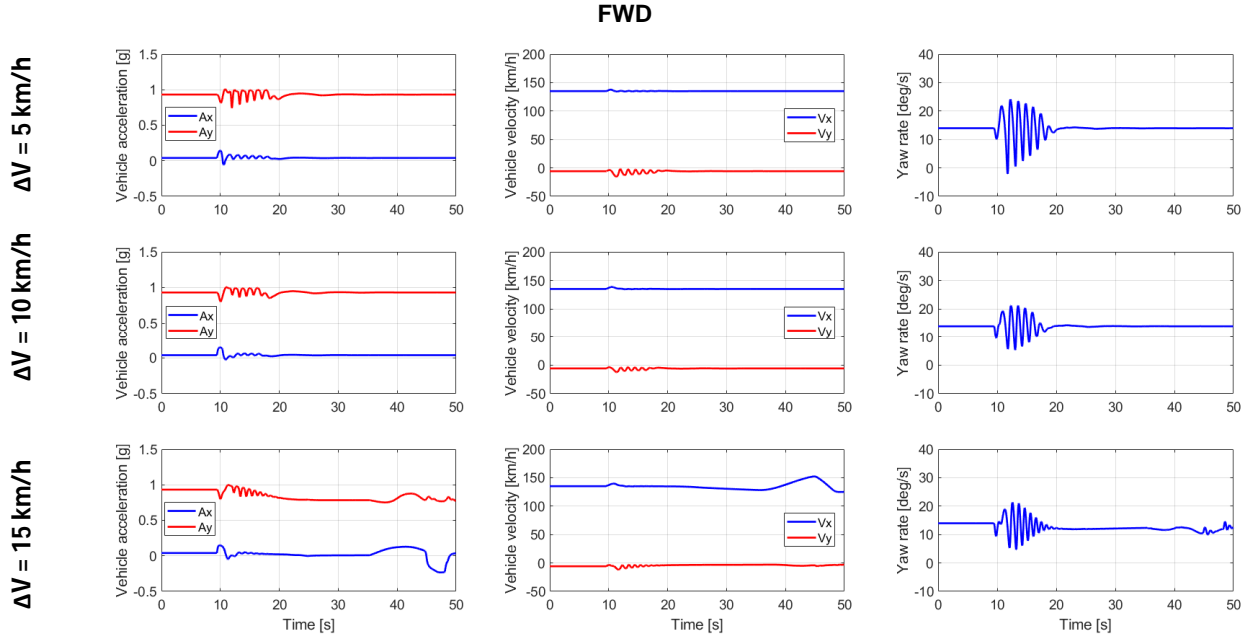 FWD
ΔV = 5 km/h
Vehicle acceleration [g]
1.5
1
0.5
0
-0.5
Ax
Ay
0 10 20 30 40 50
Vehicle velocity [km/h]
200
150
100
50
0
-50
Vx
Vy
0 10 20 30 40 50
Yaw rate [deg/s]
40
30
20
10
0
-10
0 10 20 30 40 50
ΔV = 10 km/h
Vehicle acceleration [g]
1.5
1
0.5
0
-0.5
Ax
Ay
0 10 20 30 40 50
Vehicle velocity [km/h]
200
150
100
50
0
-50
Vx
Vy
0 10 20 30 40 50
Yaw rate [deg/s]
40
30
20
10
0
-10
0 10 20 30 40 50
ΔV = 15 km/h
Vehicle acceleration [g]
1.5
1
0.5
0
-0.5
Ax
Ay
0 10 20 30 40 50
Time [s]
Vehicle velocity [km/h]
200
150
100
50
0
-50
Vx
Vy
0 10 20 30 40 50
Time [s]
Yaw rate [deg/s]
40
30
20
10
0
-10
0 10 20 30 40 50
Time [s]